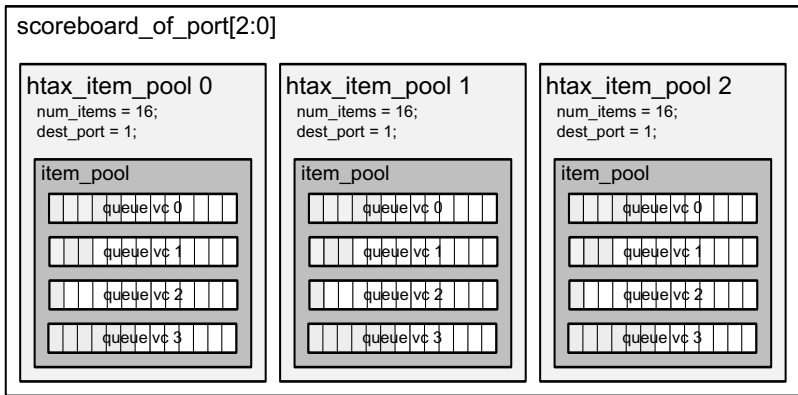 scoreboard_of_port[2:0]
htax_item_pool 0
num_items = 16;
dest_port = 1;
item_pool
queue vc 0
queue vc 1
queue vc 2
queue vc 3
htax_item_pool 1
num_items = 16;
dest_port = 1;
item_pool
queue vc 0
queue vc 1
queue vc 2
queue vc 3
htax_item_pool 2
num_items = 16;
dest_port = 1;
item_pool
queue vc 0
queue vc 1
queue vc 2
queue vc 3